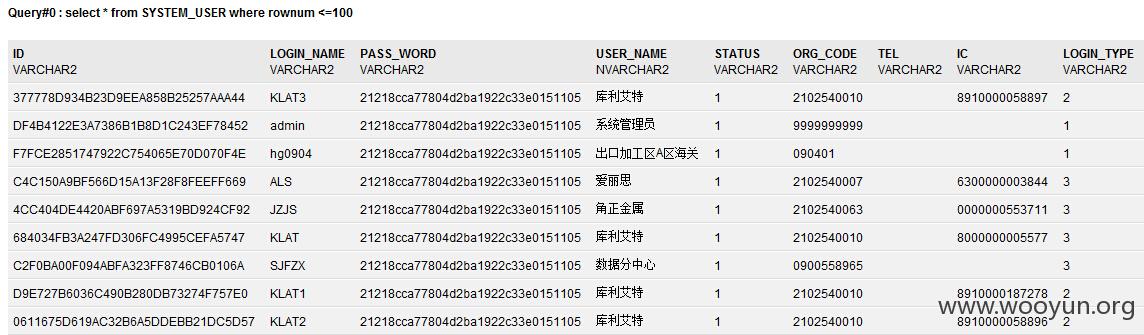 Query#0 : select * from SYSTEM_USER where rownum <=100
ID LOGIN_NAME PASS_WORD USER_NAME STATUS ORG_CODE TEL IC LOGIN_TYPE
VARCHAR2 VARCHAR2 VARCHAR2 NVARCHAR2 VARCHAR2 VARCHAR2 VARCHAR2 VARCHAR2 VARCHAR2
377778D934B23D9EEA858B25257AAA44 KLAT3 21218cca77804d2ba1922c33e0151105 库利艾特 1 2102540010 8910000058897 2
DF4B4122E3A7386B1B8D1C243EF78452 admin 21218cca77804d2ba1922c33e0151105 系统管理员 1 9999999999 1
F7FCE2851747922C754065E70D070F4E hg0904 21218cca77804d2ba1922c33e0151105 出口加工区A区海关 1 090401 1
C4C150A9BF566D15A13F28F8FEEFF669 ALS 21218cca77804d2ba1922c33e0151105 爱丽思 1 2102540007 6300000003844 3
4CC404DE4420ABF697A5319BD924CF92 JZJS 21218cca77804d2ba1922c33e0151105 角正金属 1 2102540063 0000000553711 3
684034FB3A247FD306FC4995CEFA5747 KLAT 21218cca77804d2ba1922c33e0151105 库利艾特 1 2102540010 8000000005577 3
C2F0BA00F094ABFA323FF8746CB0106A SJFZX 21218cca77804d2ba1922c33e0151105 数据分中心 1 0900558965 3
D9E727B6036C490B280DB73274F757E0 KLAT1 21218cca77804d2ba1922c33e0151105 库利艾特 1 2102540010 8910000187278 2
0611675D619AC32B6A5DDEBB21DC5D57 KLAT2 21218cca77804d2ba1922c33e0151105 库利艾特 1 2102540010 8910000058896 2
www.wooyun.org